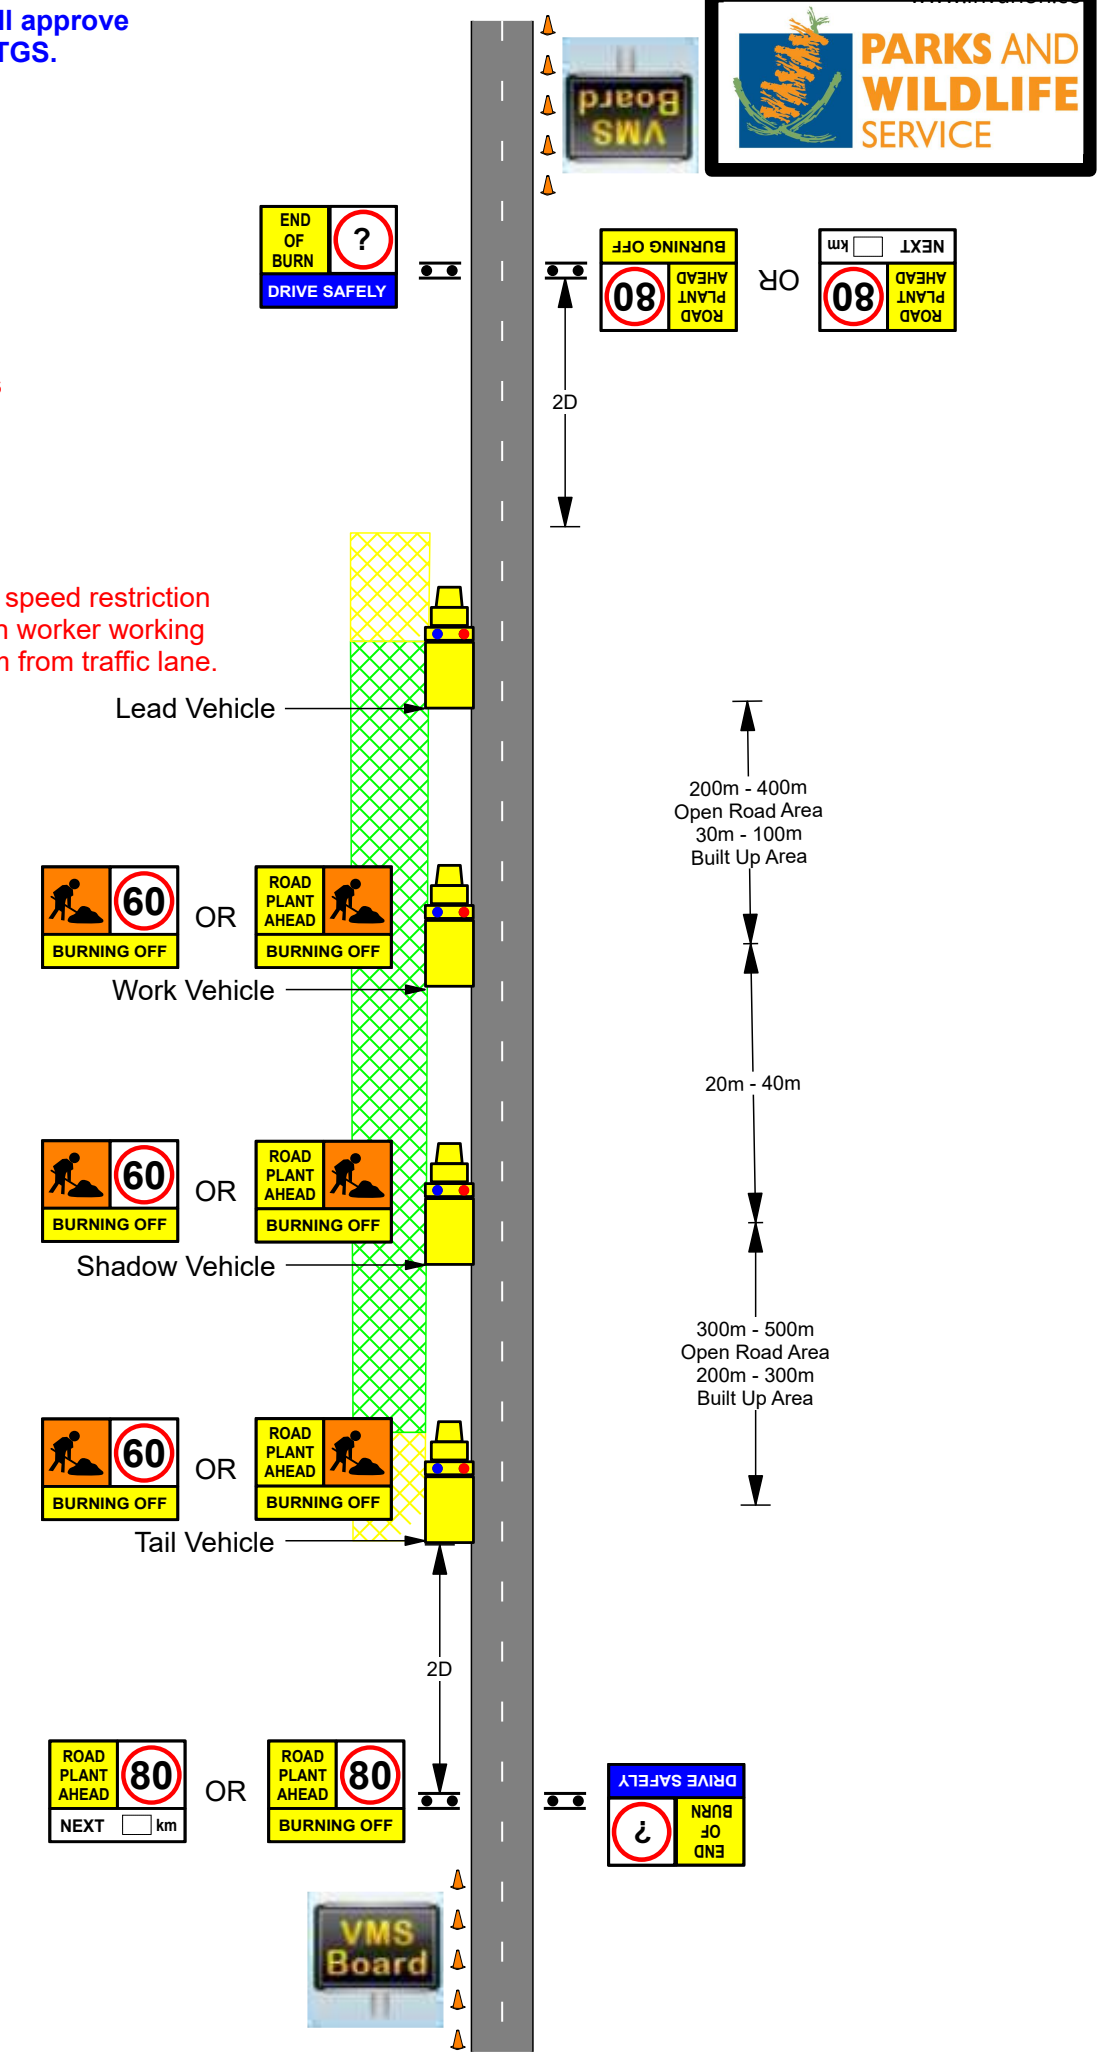 ll approve
TGS.
PARKS AND
WILDLIFE
SERVICE
VMS
Board
END
OF
BURN
?
DRIVE SAFELY
ROAD
PLANT
AHEAD
80
BURNING OFF
OR
ROAD
PLANT
AHEAD
80
NEXT km
2D
speed restriction
n worker working
m from traffic lane.
Lead Vehicle
200m - 400m
Open Road Area
30m - 100m
Built Up Area
60
BURNING OFF
OR
ROAD
PLANT
AHEAD
BURNING OFF
Work Vehicle
20m - 40m
60
BURNING OFF
OR
ROAD
PLANT
AHEAD
BURNING OFF
Shadow Vehicle
300m - 500m
Open Road Area
200m - 300m
Built Up Area
60
BURNING OFF
OR
ROAD
PLANT
AHEAD
BURNING OFF
Tail Vehicle
2D
ROAD
PLANT
AHEAD
80
NEXT km
OR
ROAD
PLANT
AHEAD
80
BURNING OFF
END
OF
BURN
?
DRIVE SAFELY
VMS
Board